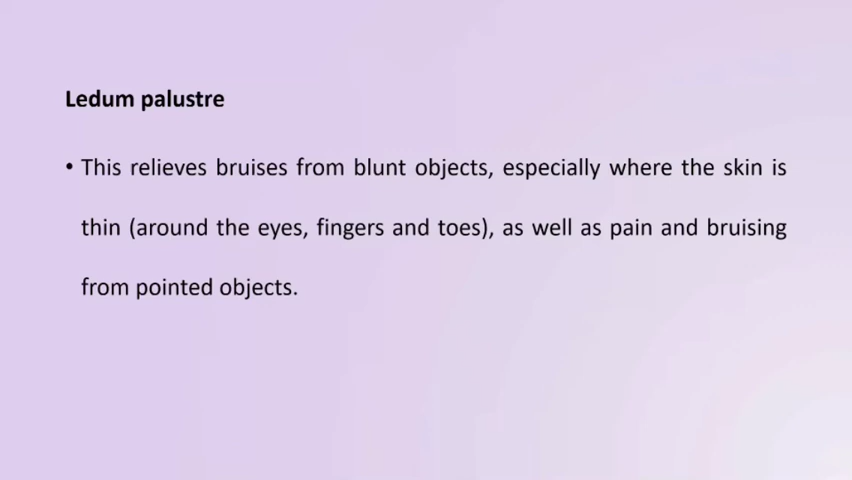 Ledum palustre
• This relieves bruises from blunt objects, especially where the skin is
thin (around the eyes, fingers and toes), as well as pain and bruising
from pointed objects.